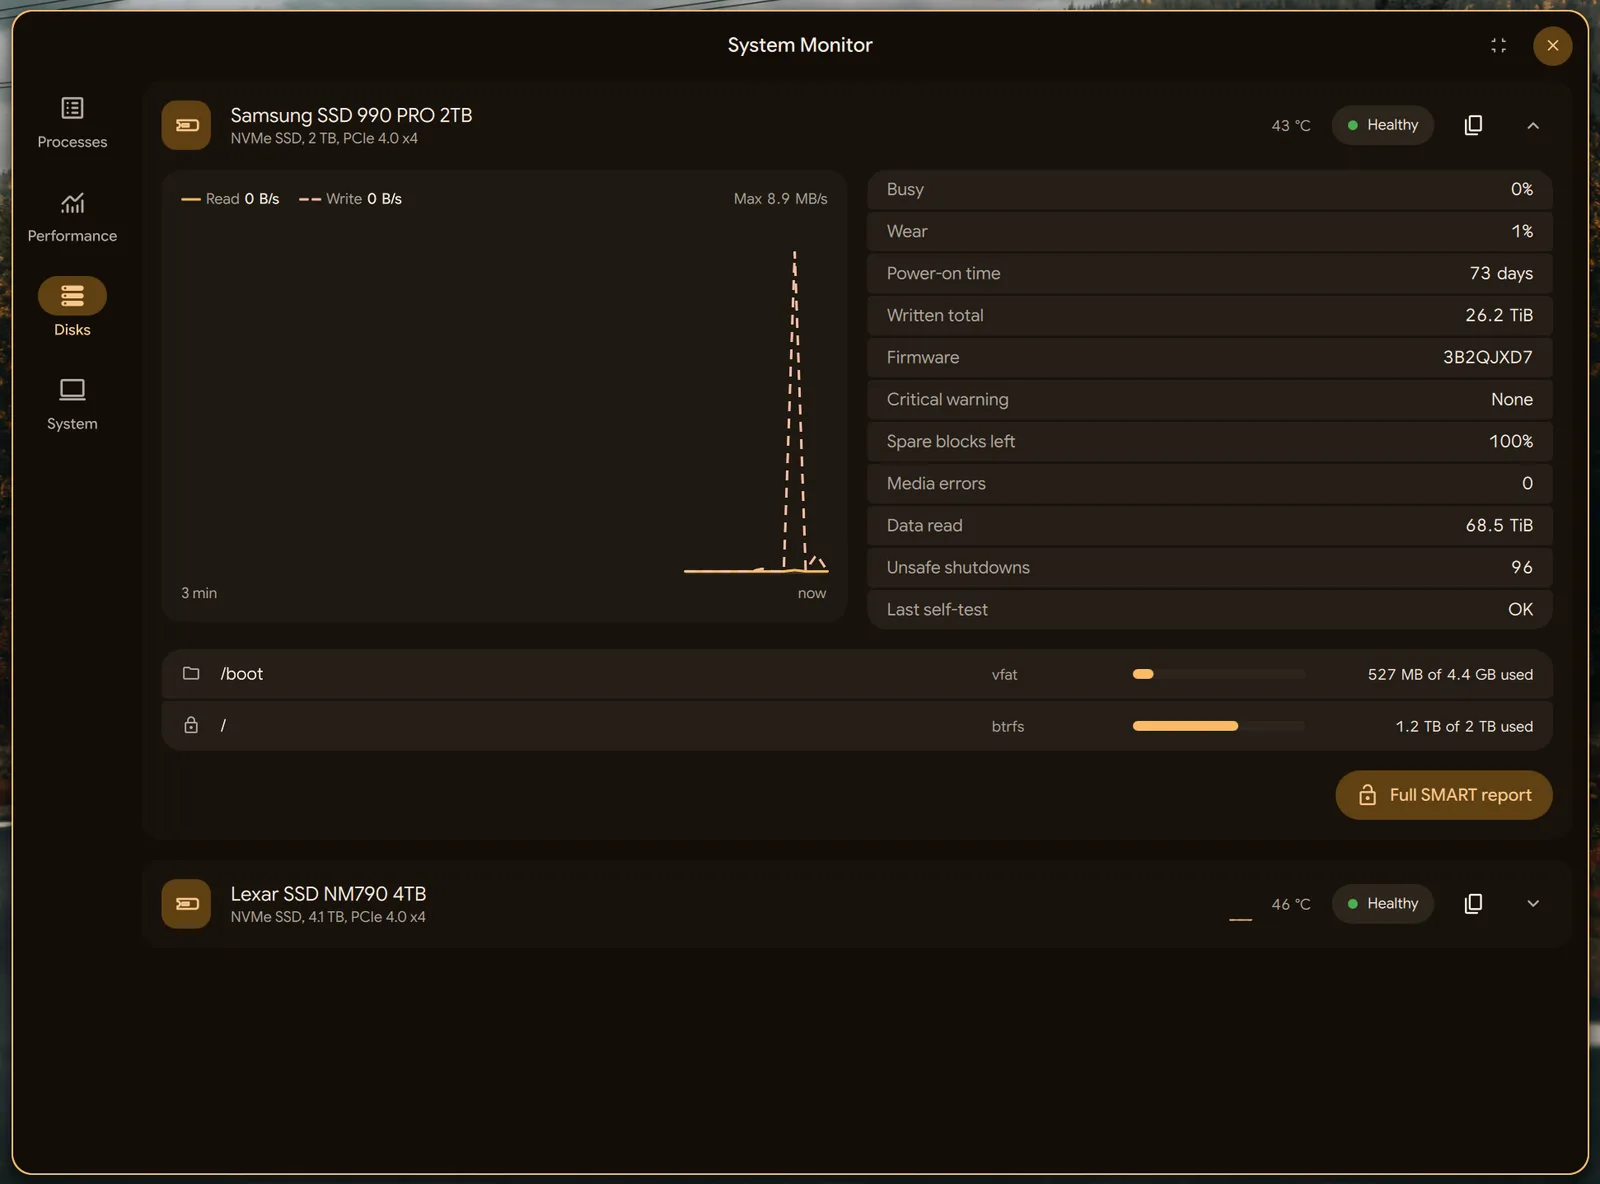 System Monitor
Processes
Performance
Disks
System
Samsung SSD 990 PRO 2TB
NVMe SSD, 2 TB, PCIe 4.0 x4
43 °C
Healthy
Read 0 B/s
Write 0 B/s
Max 8.9 MB/s
3 min
now
Busy 0%
Wear 1%
Power-on time 73 days
Written total 26.2 TiB
Firmware 3B2QJXD7
Critical warning None
Spare blocks left 100%
Media errors 0
Data read 68.5 TiB
Unsafe shutdowns 96
Last self-test OK
/boot vfat 527 MB of 4.4 GB used
/ btrfs 1.2 TB of 2 TB used
Full SMART report
Lexar SSD NM790 4TB
NVMe SSD, 4.1 TB, PCIe 4.0 x4
46 °C
Healthy